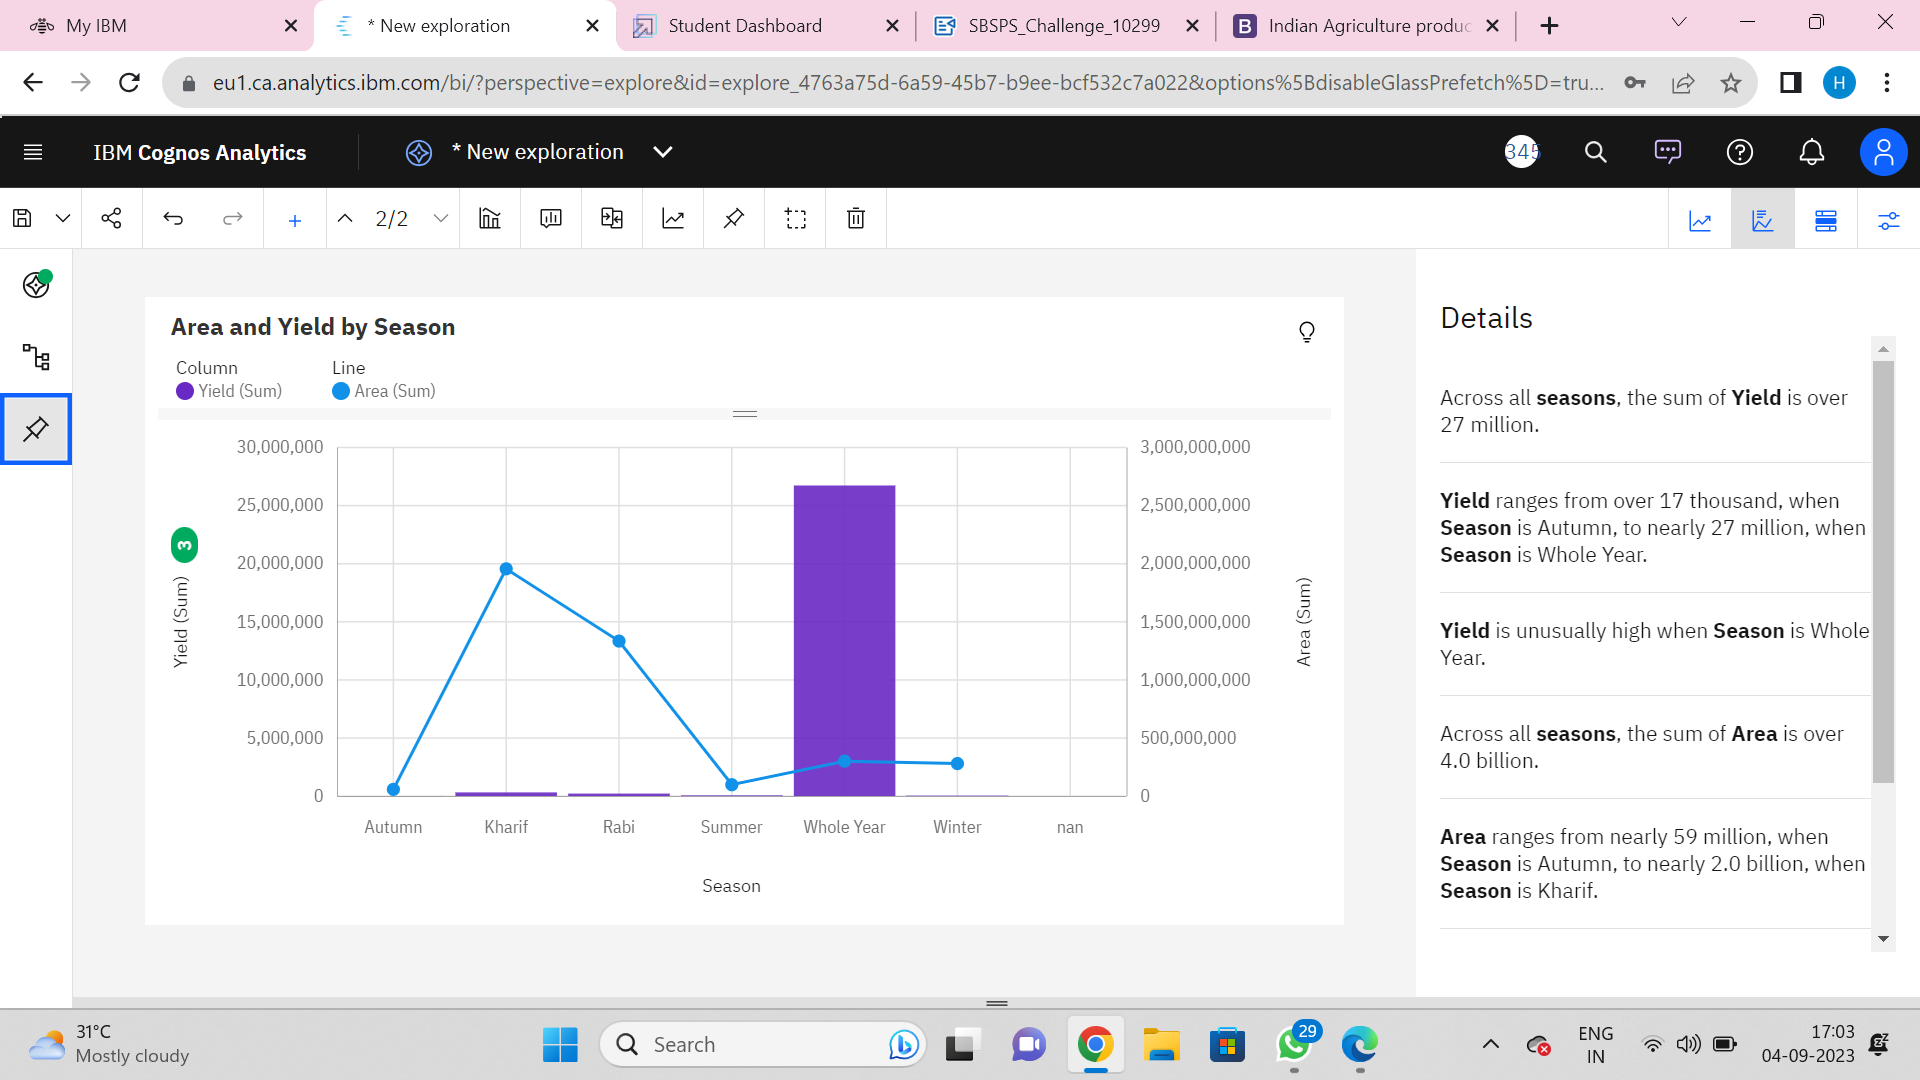 My IBM
* New exploration
Student Dashboard
SBSPS_Challenge_10299
Indian Agriculture produc
eu1.ca.analytics.ibm.com/bi/?perspective=explore&id=explore_4763a75d-6a59-45b7-b9ee-bcf532c7a022&options%5BdisableGlassPrefetch%5D=tru...
H
IBM Cognos Analytics
* New exploration
345
2/2
Area and Yield by Season
Column
Line
Yield (Sum)
Area (Sum)
30,000,000
25,000,000
20,000,000
15,000,000
10,000,000
5,000,000
0
3
Yield (Sum)
3,000,000,000
2,500,000,000
2,000,000,000
1,500,000,000
1,000,000,000
500,000,000
0
Area (Sum)
Autumn
Kharif
Rabi
Summer
Whole Year
Winter
nan
Season
Details
Across all seasons, the sum of Yield is over
27 million.
Yield ranges from over 17 thousand, when
Season is Autumn, to nearly 27 million, when
Season is Whole Year.
Yield is unusually high when Season is Whole
Year.
Across all seasons, the sum of Area is over
4.0 billion.
Area ranges from nearly 59 million, when
Season is Autumn, to nearly 2.0 billion, when
Season is Kharif.
31°C
Mostly cloudy
Search
29
ENG
IN
17:03
04-09-2023